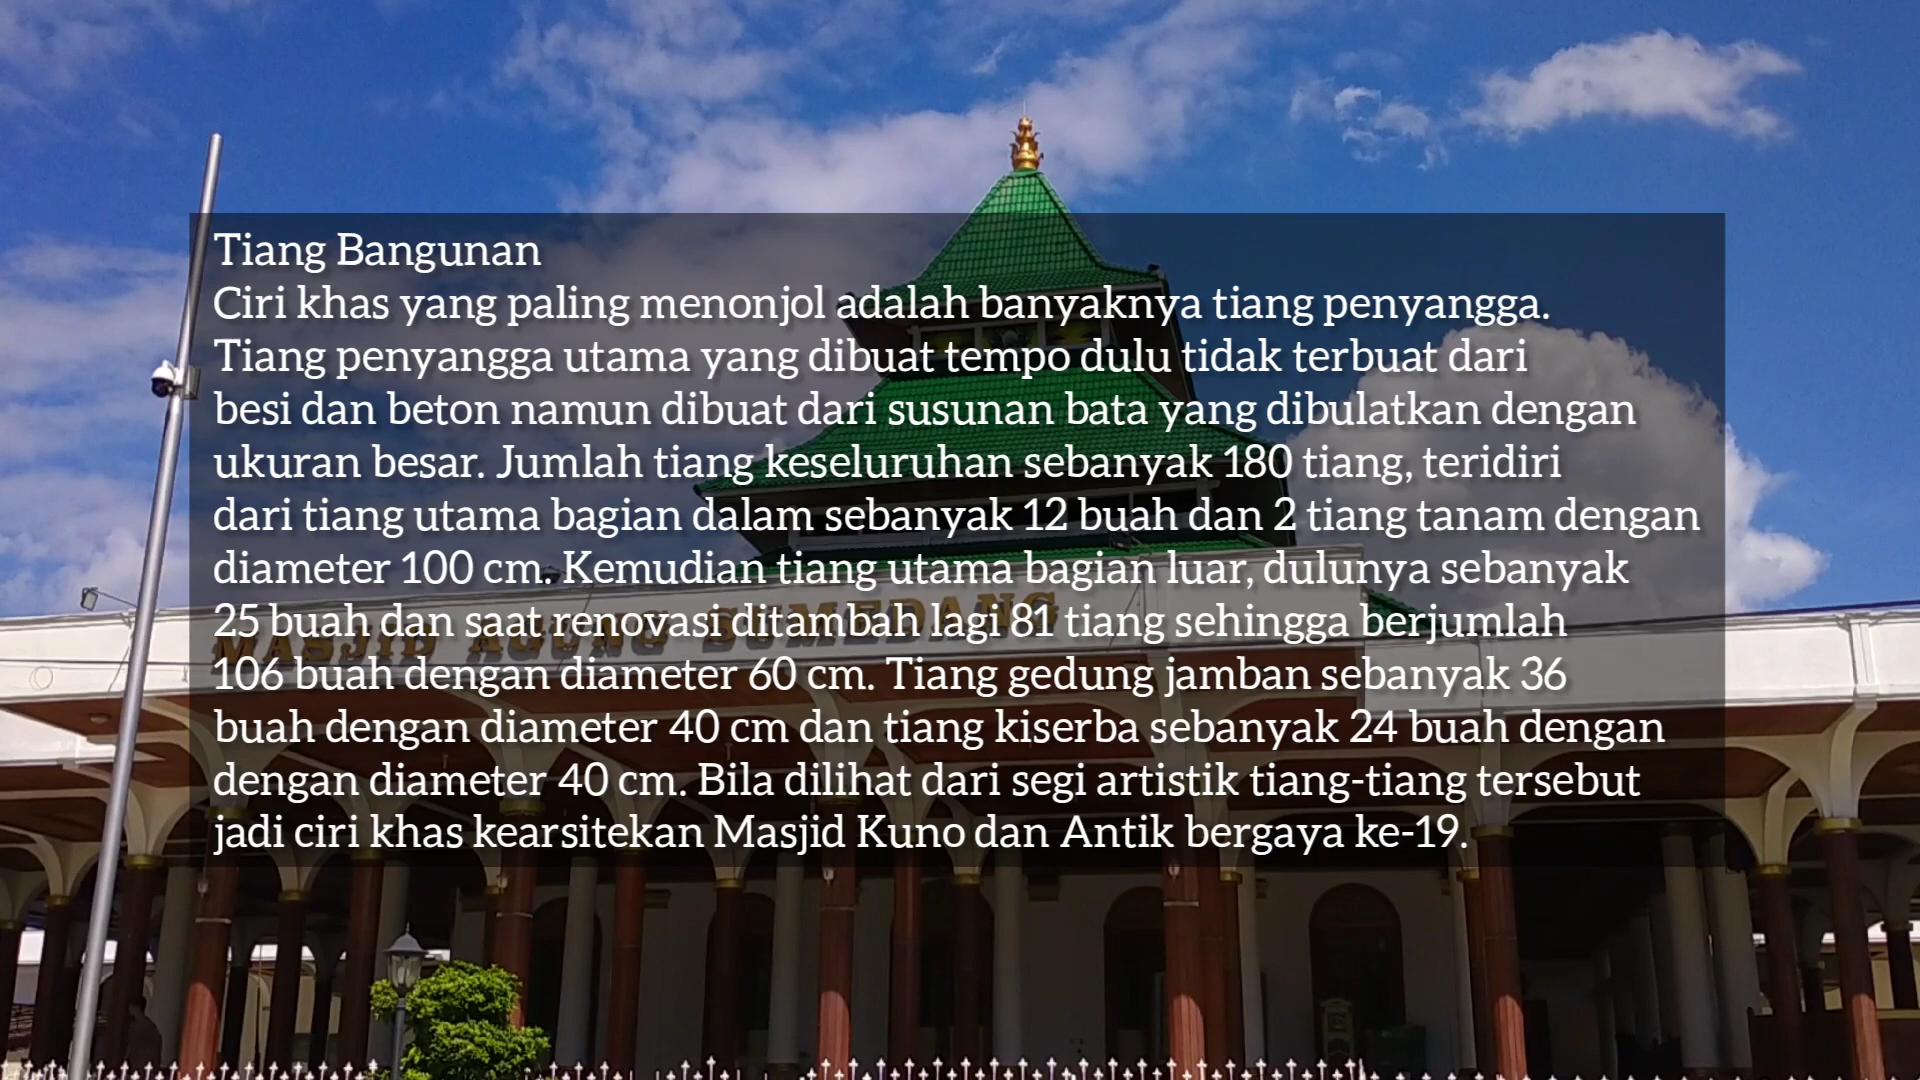 Tiang Bangunan
Ciri khas yang paling menonjol adalah banyaknya tiang penyangga.
Tiang penyangga utama yang dibuat tempo dulu tidak terbuat dari
besi dan beton namun dibuat dari susunan bata yang dibulatkan dengan
ukuran besar. Jumlah tiang keseluruhan sebanyak 180 tiang, teridiri
dari tiang utama bagian dalam sebanyak 12 buah dan 2 tiang tanam dengan
diameter 100 cm. Kemudian tiang utama bagian luar, dulunya sebanyak
25 buah dan saat renovasi ditambah lagi 81 tiang sehingga berjumlah
106 buah dengan diameter 60 cm. Tiang gedung jamban sebanyak 36
buah dengan diameter 40 cm dan tiang kiserba sebanyak 24 buah dengan
dengan diameter 40 cm. Bila dilihat dari segi artistik tiang-tiang tersebut
jadi ciri khas kearsitekan Masjid Kuno dan Antik bergaya ke-19.
MASJID AGUNG SUMEDANG